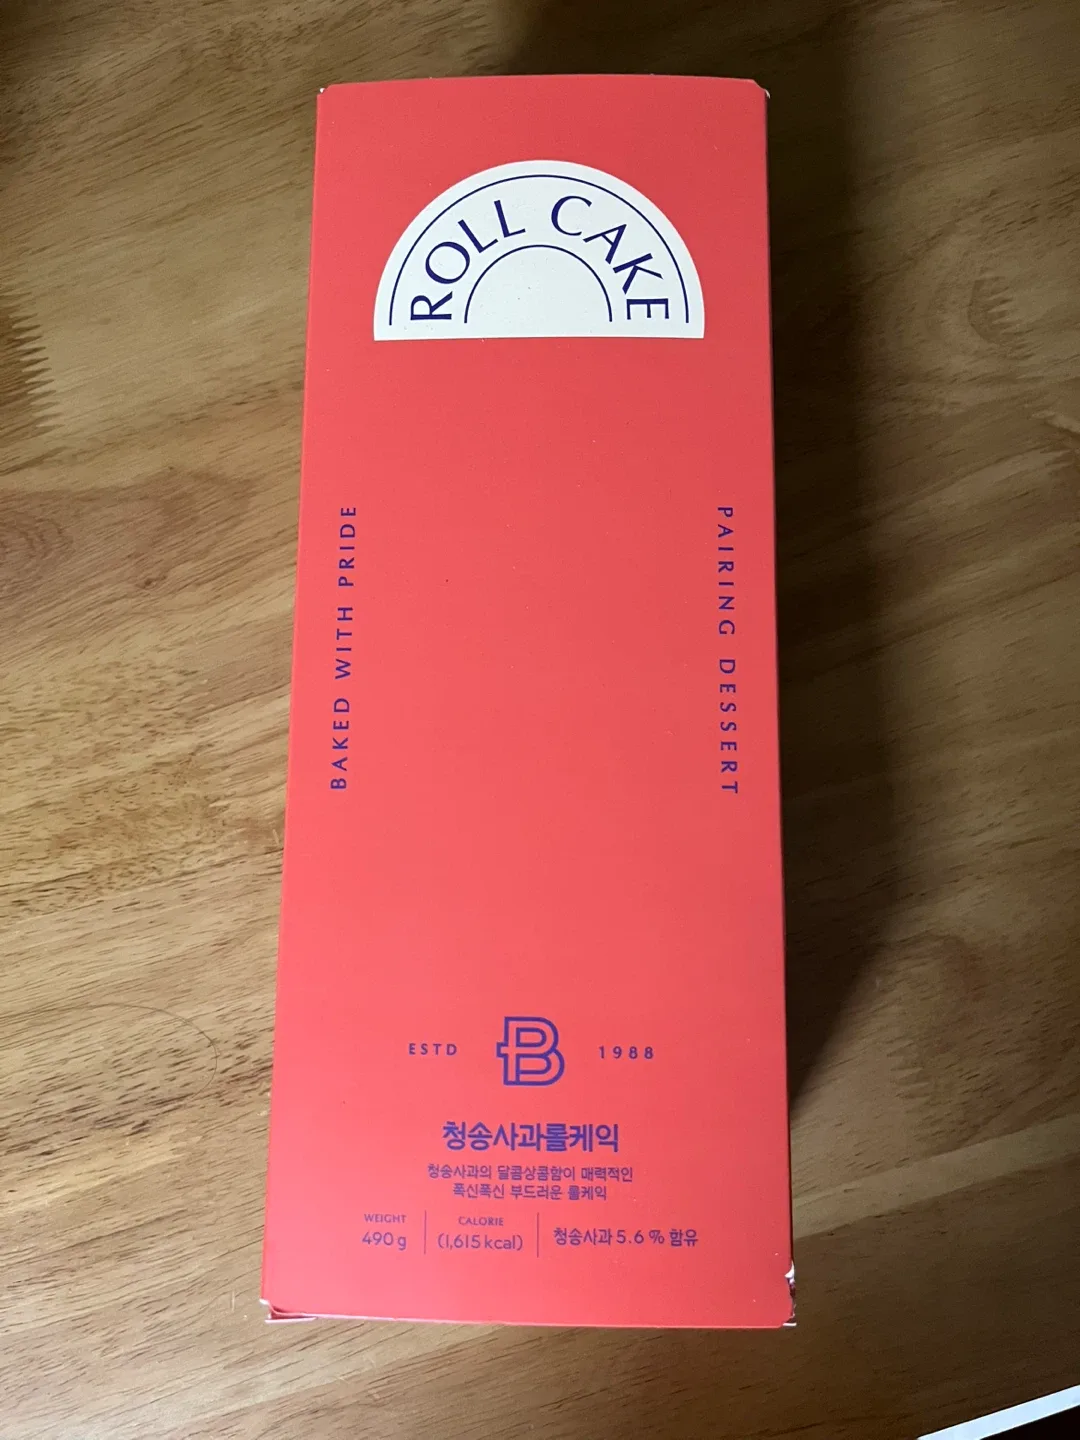 ROLL CAKE
BAKED WITH PRIDE
PAIRING DESSERT
ESTD B 1988
청송사과롤케익
청송사과의 달콤상콤함이 매력적인
폭신폭신 부드러운 롤케익
WEIGHT
490g
CALORIE
(1,615 kcal)
청송사과 5.6% 함유